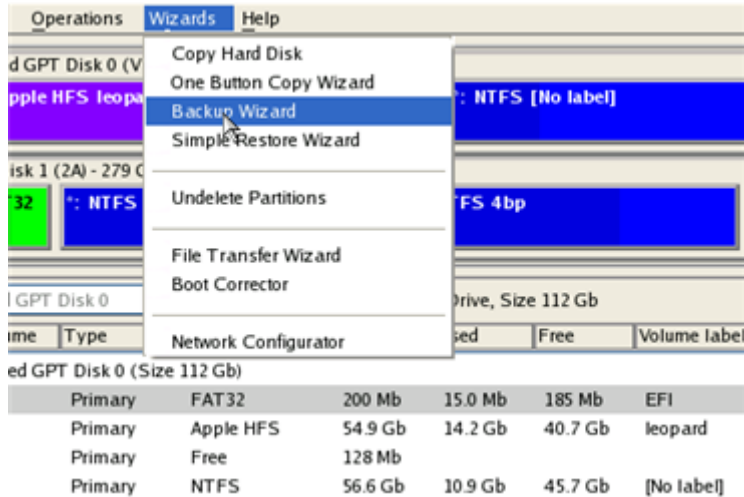 Operations Wizards Help
d GPT Disk 0 (V
Copy Hard Disk
One Button Copy Wizard
pple HFS leopa
*: NTFS [No label]
Backup Wizard
Simple Restore Wizard
isk 1 (2A) - 279 G
32 *: NTFS
Undelete Partitions
FS 4bp
File Transfer Wizard
Boot Corrector
GPT Disk 0
Drive, Size 112 Gb
me Type
Network Configurator
sed Free Volume label
ed GPT Disk 0 (Size 112 Gb)
Primary FAT32 200 Mb 15.0 Mb 185 Mb EFI
Primary Apple HFS 54.9 Gb 14.2 Gb 40.7 Gb leopard
Primary Free 128 Mb
Primary NTFS 56.6 Gb 10.9 Gb 45.7 Gb [No label]